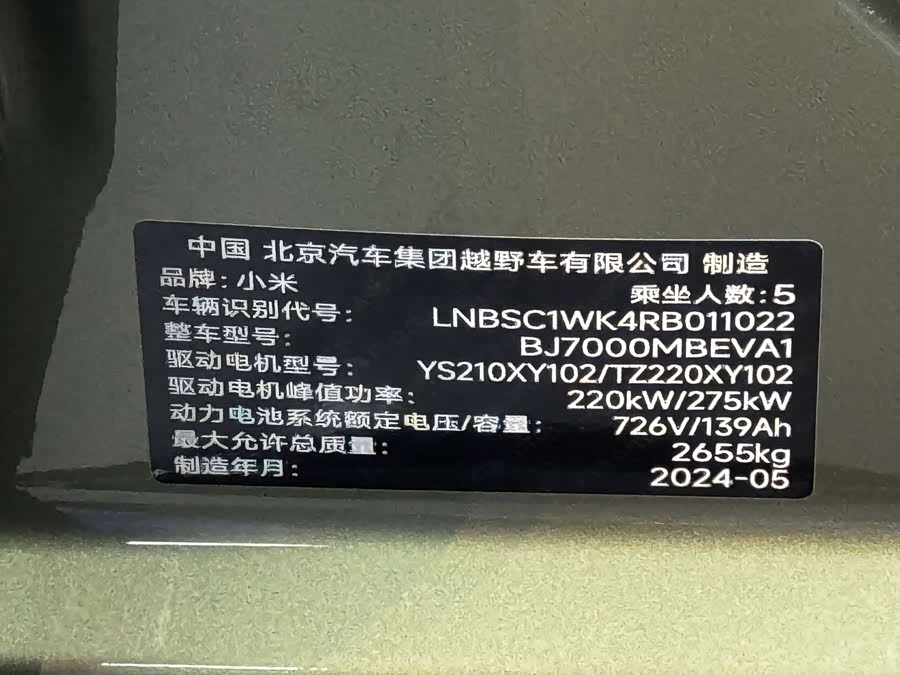 中国 北京汽车集团越野车有限公司 制造
品牌：小米 乘坐人数：5
车辆识别代号： LNBSC1WK4RB011022
整车型号： BJ7000MBEVA1
驱动电机型号： YS210XY102/TZ220XY102
驱动电机峰值功率： 220kW/275kW
动力电池系统额定电压/容量： 726V/139Ah
最大允许总质量： 2655kg
制造年月： 2024-05